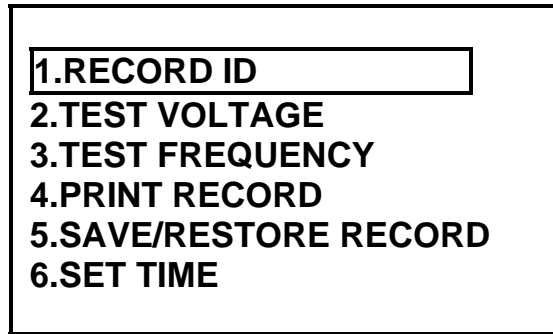 1.RECORD ID
2.TEST VOLTAGE
3.TEST FREQUENCY
4.PRINT RECORD
5.SAVE/RESTORE RECORD
6.SET TIME